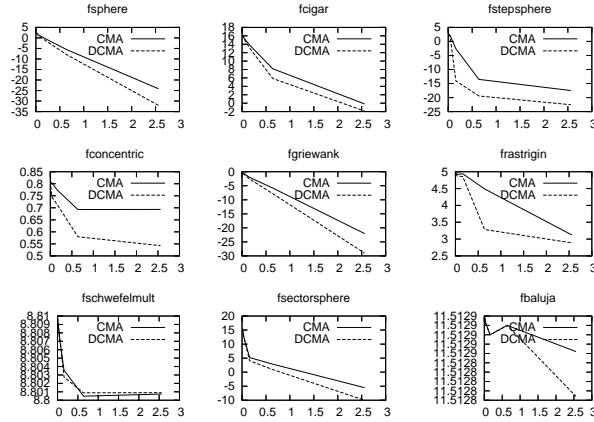 fsphere
5
0
-5
-10
-15
-20
-25
-30
-35
CMA
DCMA
0 0.5 1 1.5 2 2.5 3
fcigar
18
16
14
12
10
8
6
4
2
0
-2
CMA
DCMA
0 0.5 1 1.5 2 2.5 3
fstepsphere
5
0
-5
-10
-15
-20
-25
CMA
DCMA
0 0.5 1 1.5 2 2.5 3
fconcentric
0.85
0.8
0.75
0.7
0.65
0.6
0.55
0.5
CMA
DCMA
0 0.5 1 1.5 2 2.5 3
fgriewank
0
-5
-10
-15
-20
-25
-30
CMA
DCMA
0 0.5 1 1.5 2 2.5 3
frastrigin
5
4.5
4
3.5
3
2.5
CMA
DCMA
0 0.5 1 1.5 2 2.5 3
fschwefelmult
8.81
8.809
8.808
8.807
8.806
8.805
8.804
8.803
8.802
8.801
8.8
CMA
DCMA
0 0.5 1 1.5 2 2.5 3
fsectorsphere
20
15
10
5
0
-5
-10
CMA
DCMA
0 0.5 1 1.5 2 2.5 3
fbaluja
11.5129
11.5129
11.5129
11.5129
11.5129
11.5128
11.5128
11.5128
11.5128
CMA
DCMA
0 0.5 1 1.5 2 2.5 3